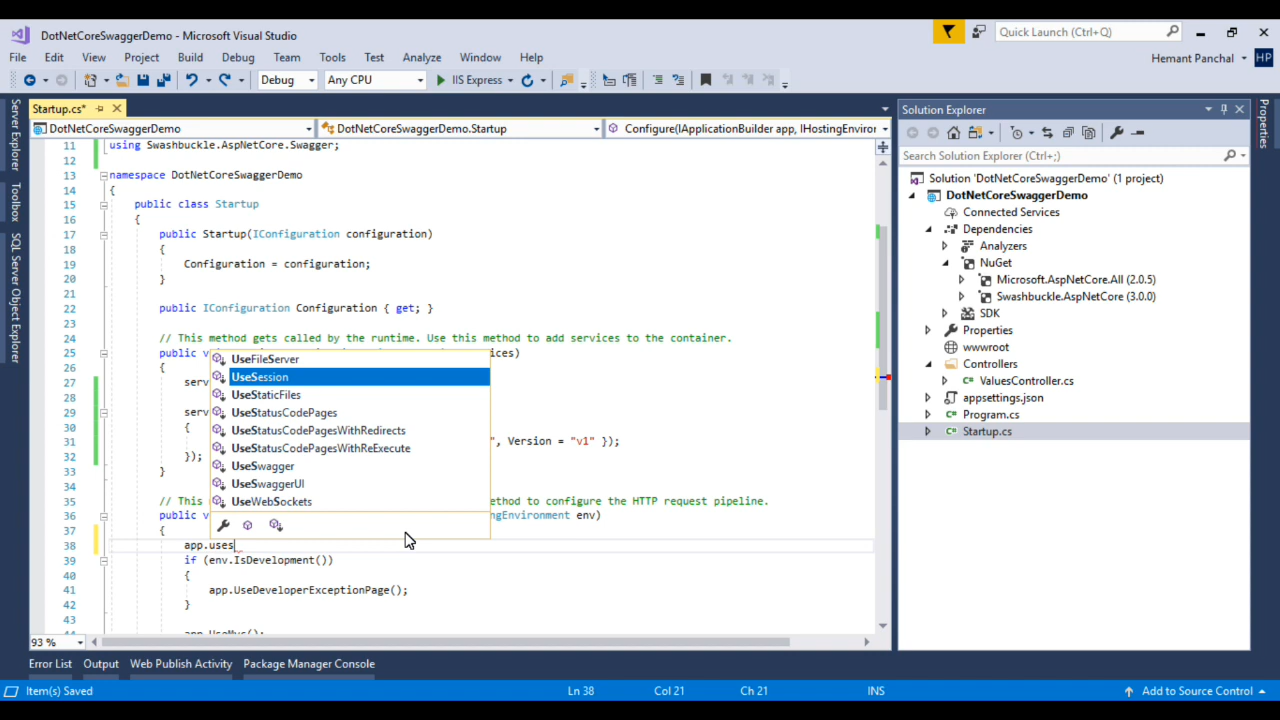 DotNetCoreSwaggerDemo - Microsoft Visual Studio
Quick Launch (Ctrl+Q)
File Edit View Project Build Debug Team Tools Test Analyze Window Help
Hemant Panchal HP
Debug Any CPU IIS Express
Server Explorer
Toolbox
SQL Server Object Explorer
Startup.cs*
DotNetCoreSwaggerDemo DotNetCoreSwaggerDemo.Startup Configure(IApplicationBuilder app, IHostingEnviror
11 using Swashbuckle.AspNetCore.Swagger;
12
13 namespace DotNetCoreSwaggerDemo
14 {
15 public class Startup
16 {
17 public Startup(IConfiguration configuration)
18 {
19 Configuration = configuration;
20 }
21
22 public IConfiguration Configuration { get; }
23
24 // This method gets called by the runtime. Use this method to add services to the container.
25 public v ices)
26 {
27 serv
28
29 serv
30 {
31 ", Version = "v1" });
32 });
33 }
34
35 // This ethod to configure the HTTP request pipeline.
36 public v ngEnvironment env)
37 {
38 app.uses
39 if (env.IsDevelopment())
40 {
41 app.UseDeveloperExceptionPage();
42 }
43
44 app.UseMvc();
UseFileServer
UseSession
UseStaticFiles
UseStatusCodePages
UseStatusCodePagesWithRedirects
UseStatusCodePagesWithReExecute
UseSwagger
UseSwaggerUI
UseWebSockets
93 %
Solution Explorer
Search Solution Explorer (Ctrl+;)
Solution 'DotNetCoreSwaggerDemo' (1 project)
DotNetCoreSwaggerDemo
Connected Services
Dependencies
Analyzers
NuGet
Microsoft.AspNetCore.All (2.0.5)
Swashbuckle.AspNetCore (3.0.0)
SDK
Properties
wwwroot
Controllers
C# ValuesController.cs
appsettings.json
C# Program.cs
C# Startup.cs
Properties
Error List Output Web Publish Activity Package Manager Console
Item(s) Saved Ln 38 Col 21 Ch 21 INS Add to Source Control